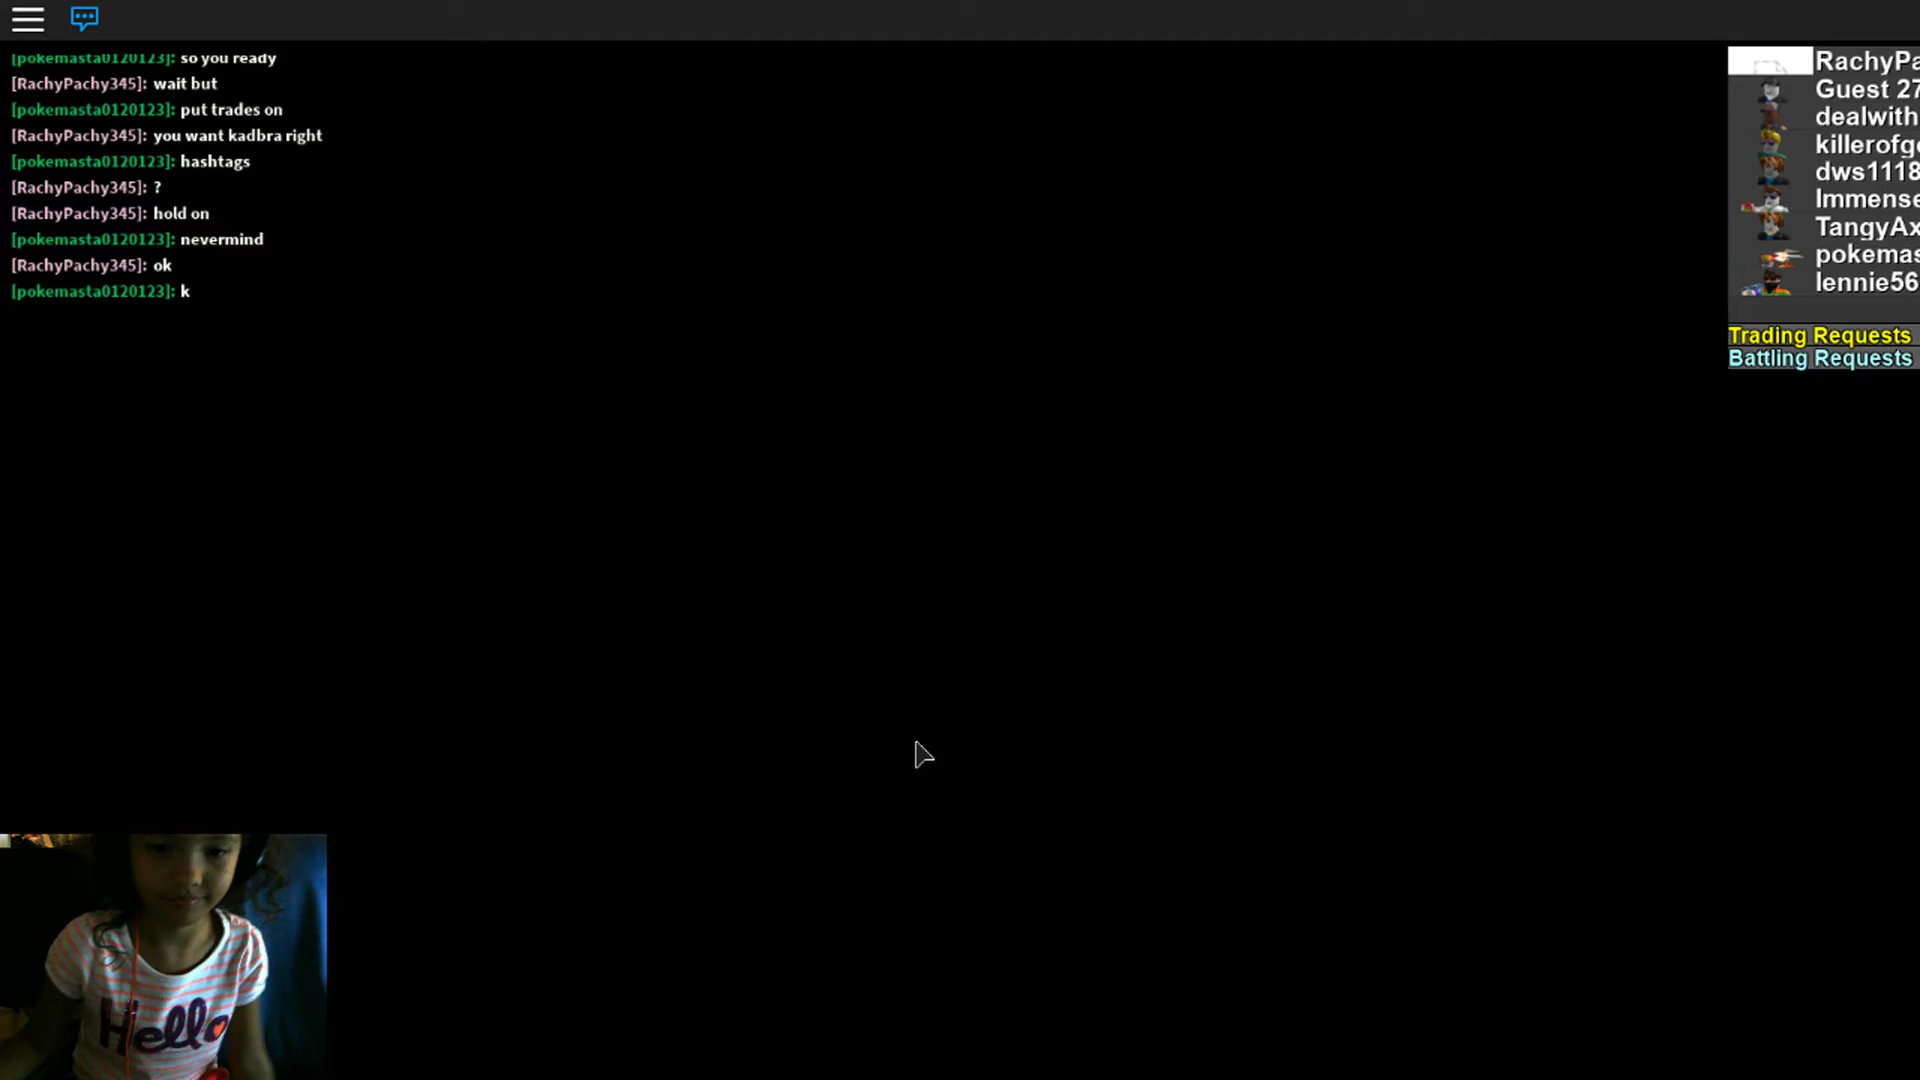 [pokemasta0120123]: so you ready
[RachyPachy345]: wait but
[pokemasta0120123]: put trades on
[RachyPachy345]: you want kadbra right
[pokemasta0120123]: hashtags
[RachyPachy345]: ?
[RachyPachy345]: hold on
[pokemasta0120123]: nevermind
[RachyPachy345]: ok
[pokemasta0120123]: k
RachyPa
Guest 27
dealwith
killerofg
dws1118
Immense
TangyAx
pokemas
lennie56
Trading Requests
Battling Requests
Hello